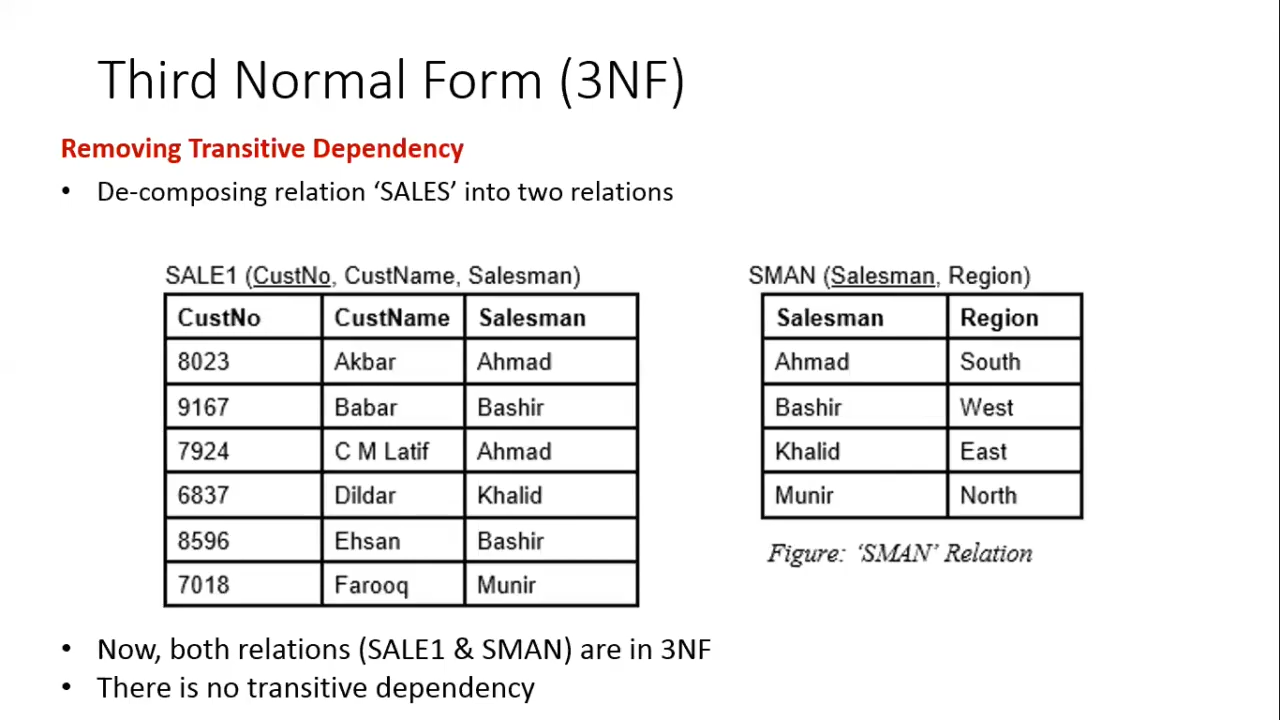 Third Normal Form (3NF)
Removing Transitive Dependency
• De-composing relation ‘SALES’ into two relations
SALE1 (CustNo, CustName, Salesman)
CustNo CustName Salesman
8023 Akbar Ahmad
9167 Babar Bashir
7924 C M Latif Ahmad
6837 Dildar Khalid
8596 Ehsan Bashir
7018 Farooq Munir
SMAN (Salesman, Region)
Salesman Region
Ahmad South
Bashir West
Khalid East
Munir North
Figure: ‘SMAN’ Relation
• Now, both relations (SALE1 & SMAN) are in 3NF
• There is no transitive dependency